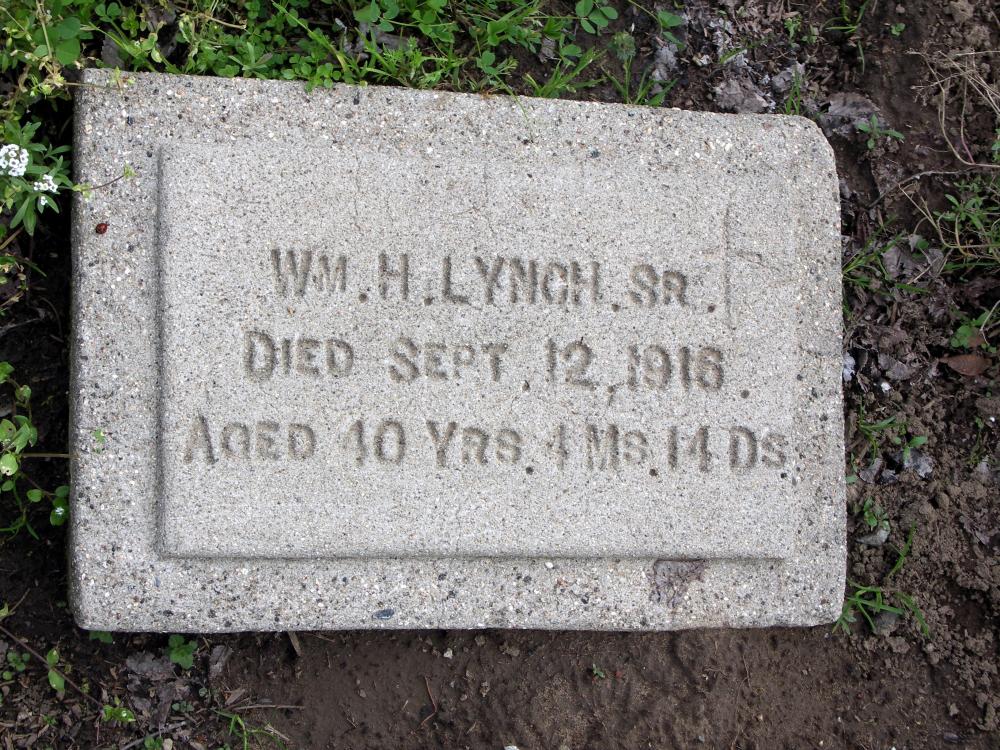 WM. H. LYNCH. SR.
DIED SEPT. 12, 1916.
AGED 40 YRS. 4 MS. 14 DS.